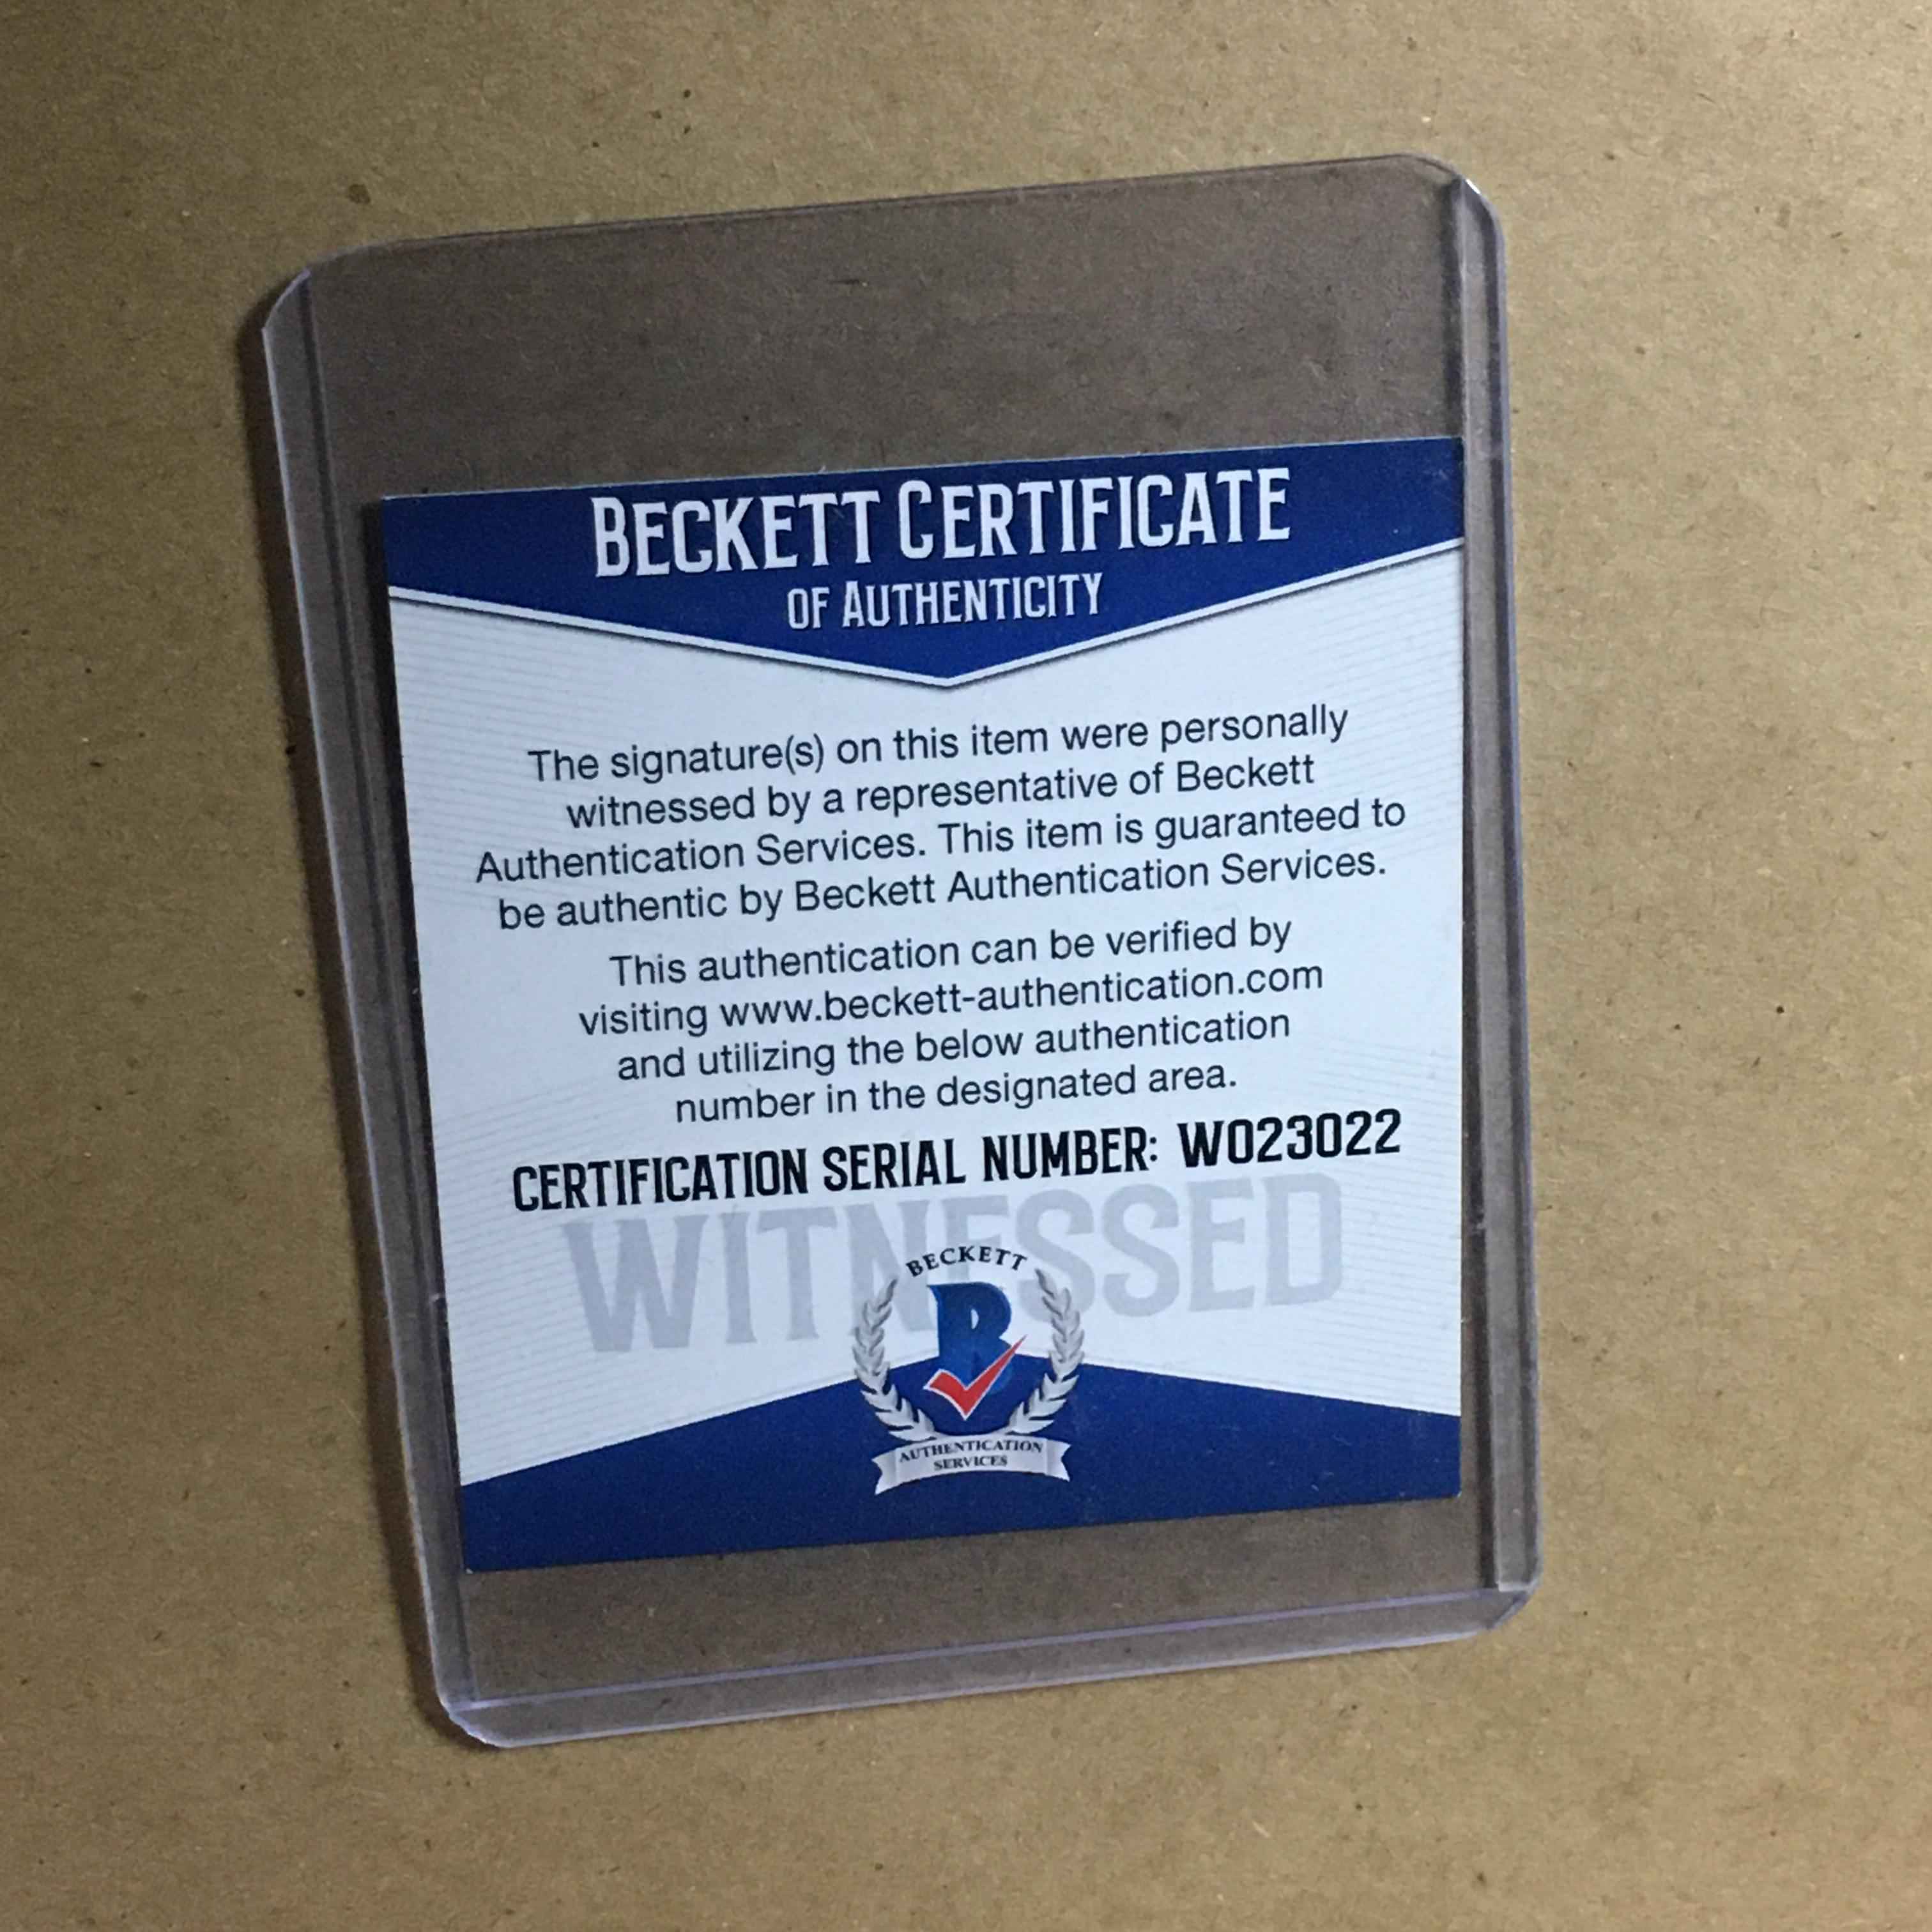 BECKETT CERTIFICATE
OF AUTHENTICITY
The signature(s) on this item were personally
witnessed by a representative of Beckett
Authentication Services. This item is guaranteed to
be authentic by Beckett Authentication Services.
This authentication can be verified by
visiting www.beckett-authentication.com
and utilizing the below authentication
number in the designated area.
CERTIFICATION SERIAL NUMBER: W023022
WITNESSED
BECKETT
B
AUTHENTICATION
SERVICES